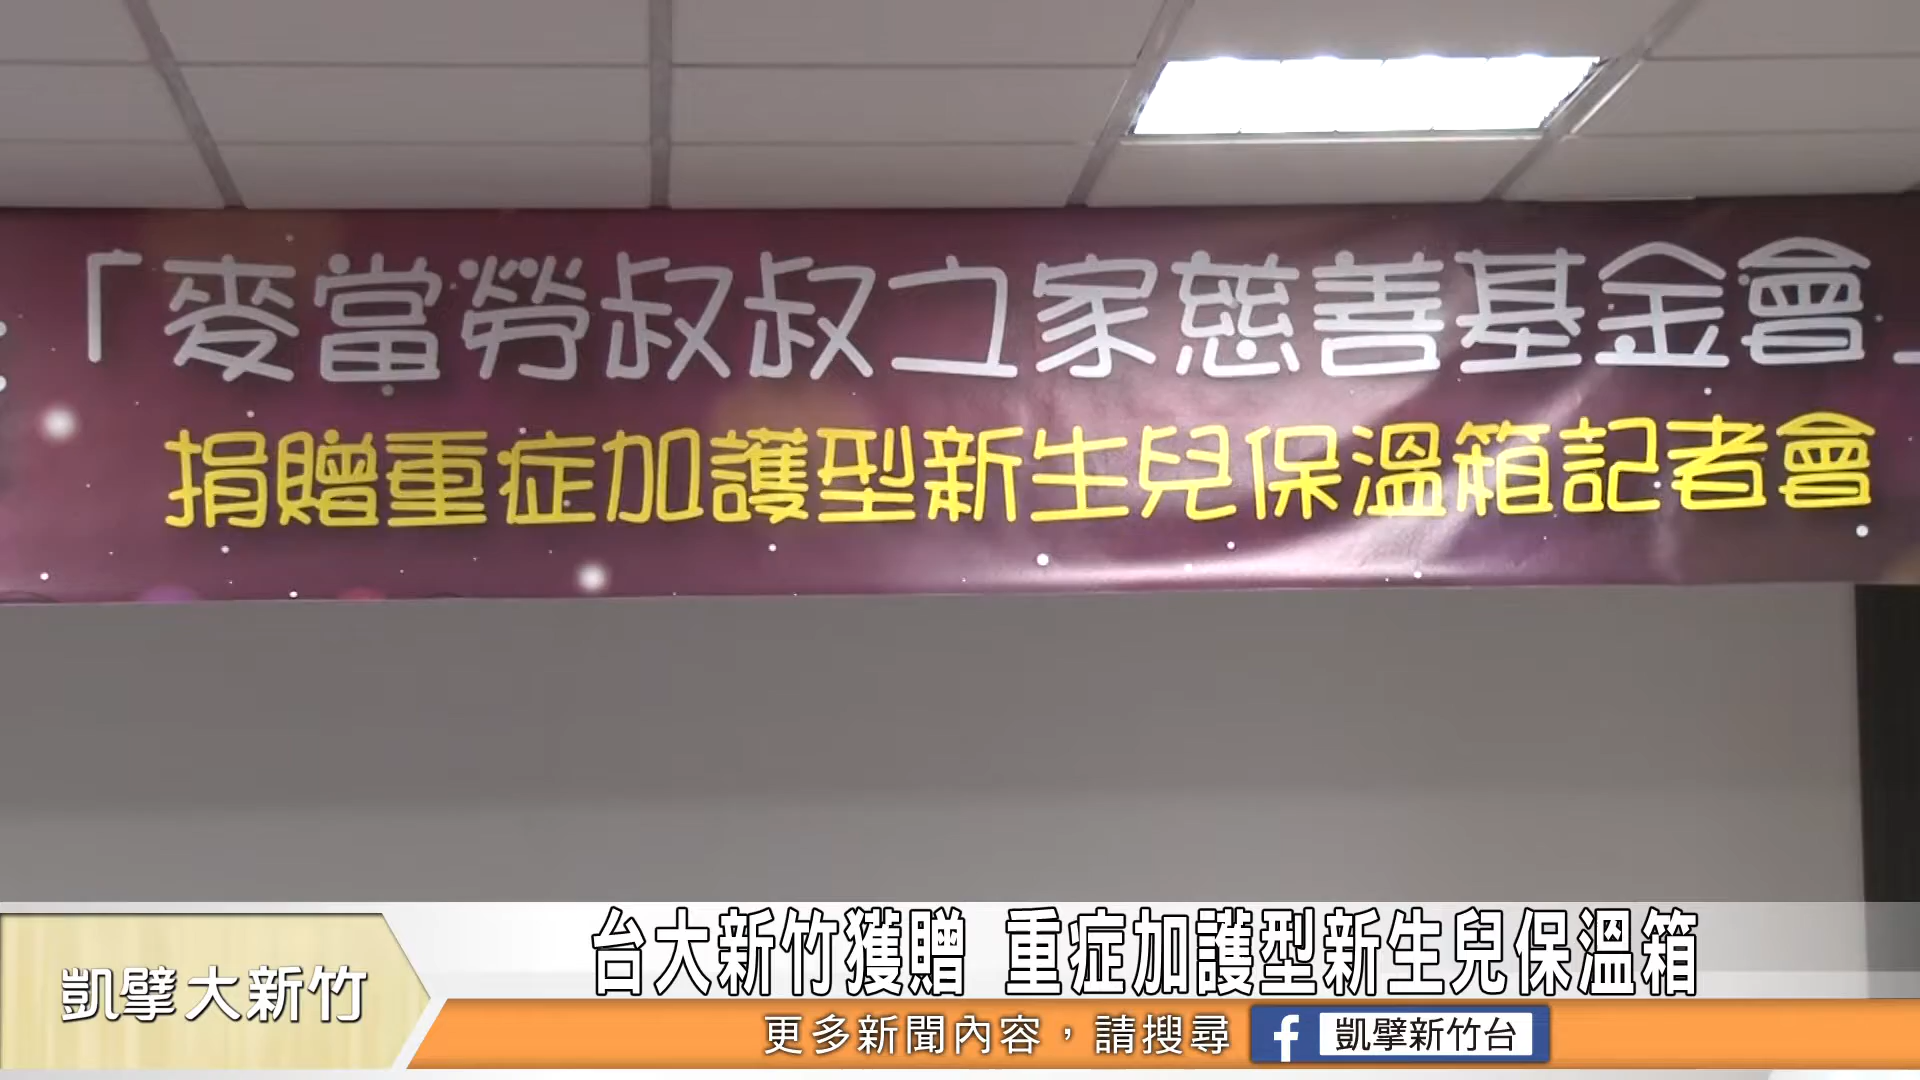 「麥當勞叔叔之家慈善基金會」
捐贈重症加護型新生兒保溫箱記者會
台大新竹獲贈 重症加護型新生兒保溫箱
凱擘大新竹
更多新聞內容，請搜尋 f 凱擘新竹台